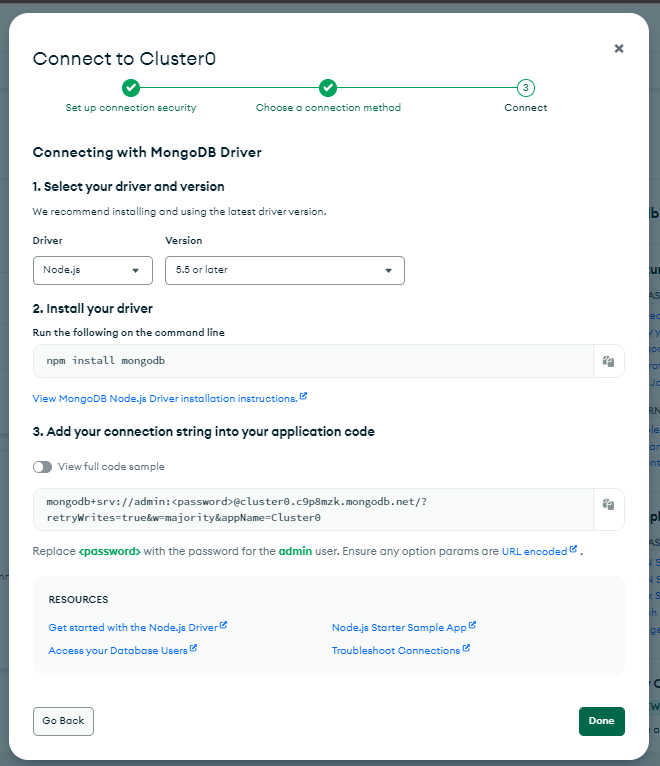 Connect to Cluster0
3
Set up connection security
Choose a connection method
Connect
Connecting with MongoDB Driver
1. Select your driver and version
We recommend installing and using the latest driver version.
Driver
Version
Node.js
5.5 or later
2. Install your driver
Run the following on the command line
npm install mongodb
View MongoDB Node.js Driver installation instructions.
3. Add your connection string into your application code
View full code sample
mongodb+srv://admin:<password>@cluster0.c9p8mzk.mongodb.net/?
retryWrites=true&w=majority&appName=Cluster0
Replace <password> with the password for the admin user. Ensure any option params are URL encoded .
RESOURCES
Get started with the Node.js Driver
Node.js Starter Sample App
Access your Database Users
Troubleshoot Connections
Go Back
Done